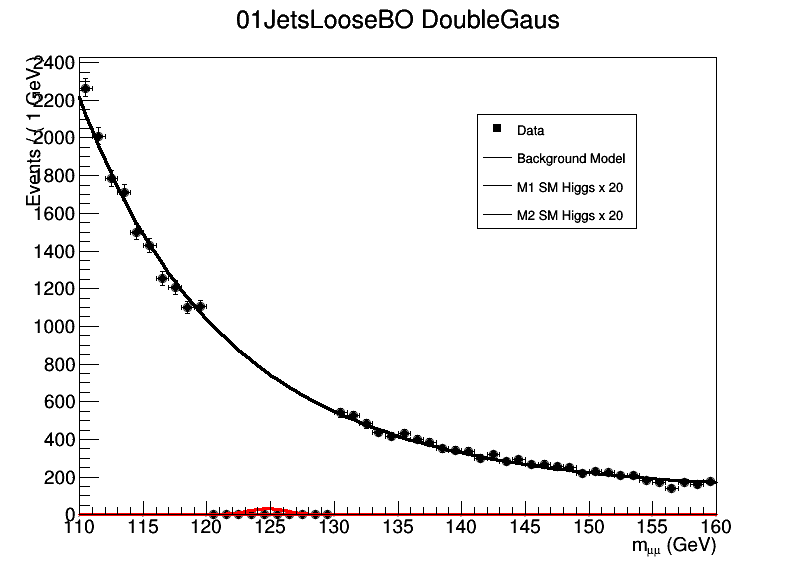 01JetsLooseBO DoubleGaus
Events / ( 1 GeV )
2400
2200
2000
1800
1600
1400
1200
1000
800
600
400
200
0
Data
Background Model
M1 SM Higgs x 20
M2 SM Higgs x 20
110 115 120 125 130 135 140 145 150 155 160
m_μμ (GeV)